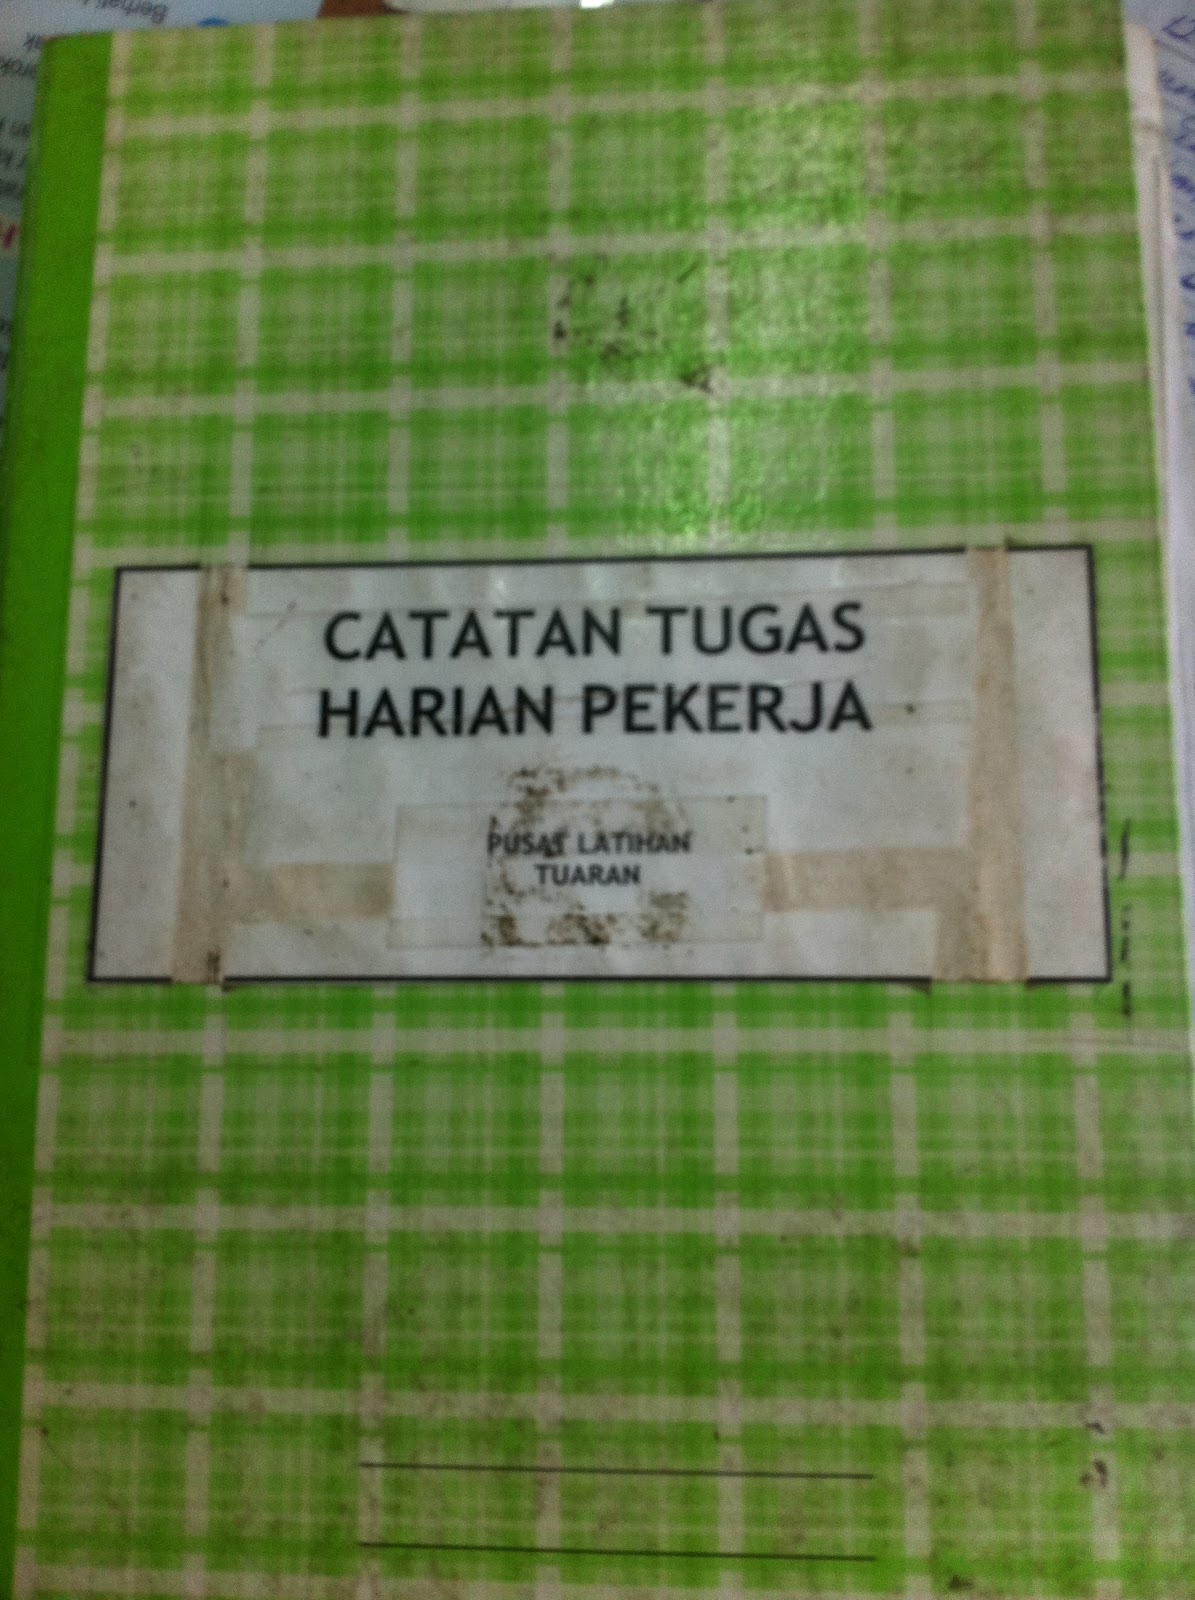 CATATAN TUGAS
HARIAN PEKERJA
PUSAT LATIHAN
TUARAN